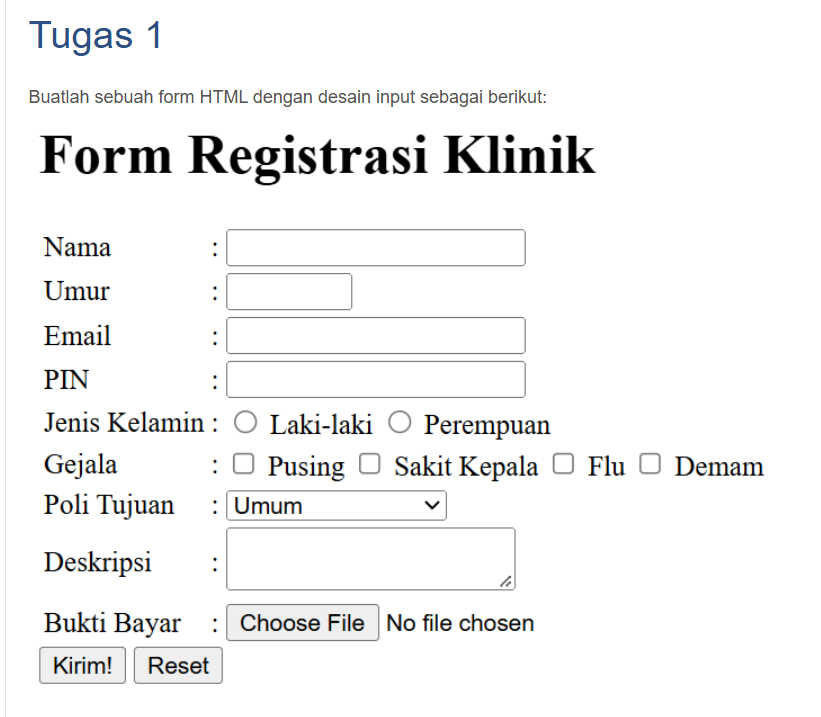 Tugas 1
Buatlah sebuah form HTML dengan desain input sebagai berikut:
Form Registrasi Klinik
Nama :
Umur :
Email :
PIN :
Jenis Kelamin : Laki-laki Perempuan
Gejala : Pusing Sakit Kepala Flu Demam
Poli Tujuan : Umum
Deskripsi :
Bukti Bayar : Choose File No file chosen
Kirim! Reset